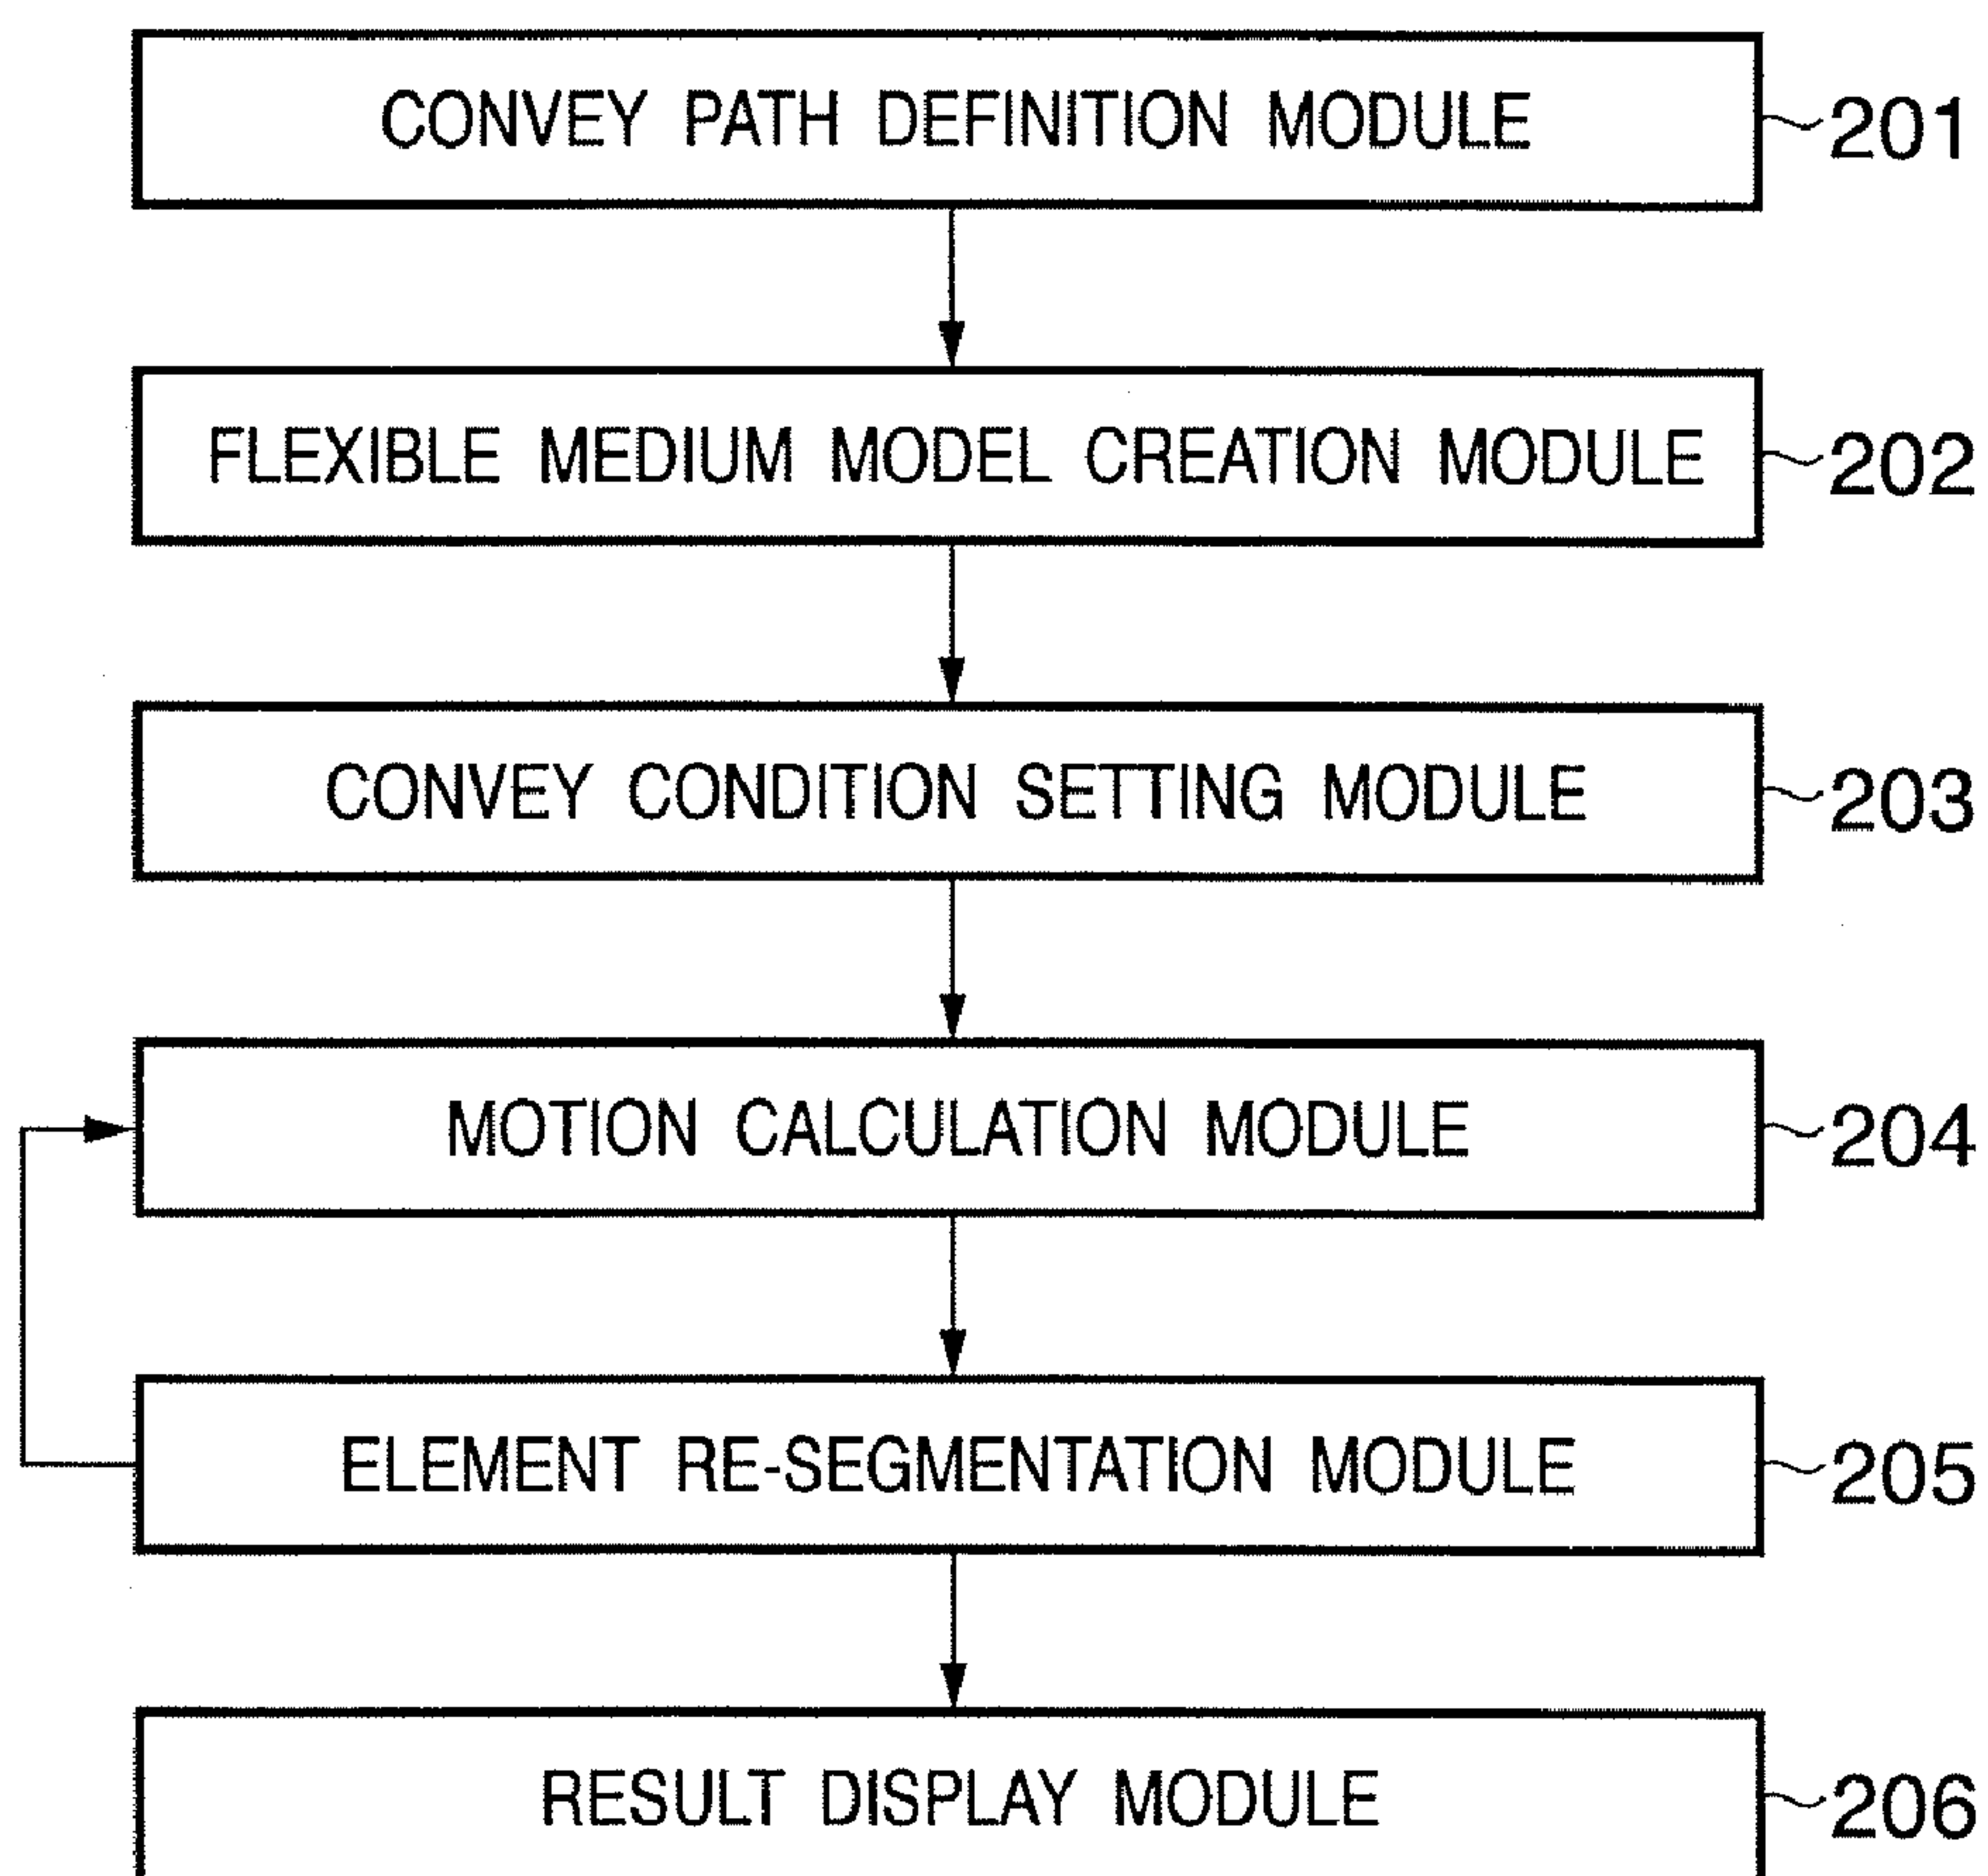 CONVEY PATH DEFINITION MODULE 201
FLEXIBLE MEDIUM MODEL CREATION MODULE 202
CONVEY CONDITION SETTING MODULE 203
MOTION CALCULATION MODULE 204
ELEMENT RE-SEGMENTATION MODULE 205
RESULT DISPLAY MODULE 206